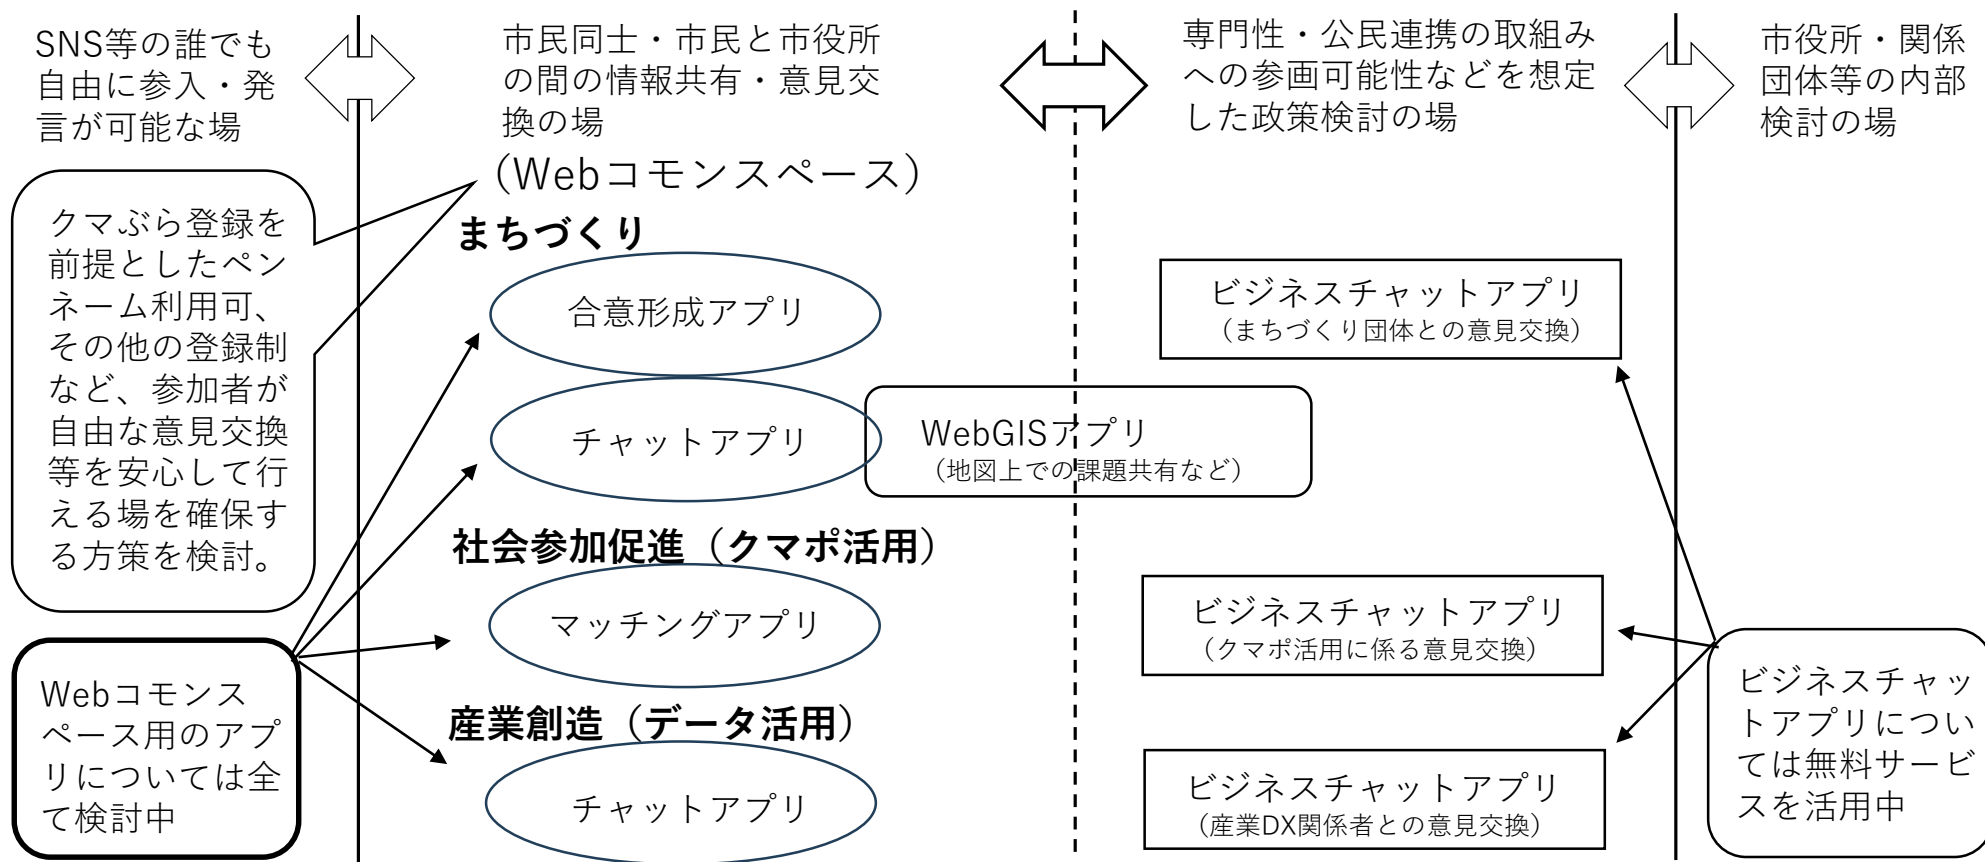 SNS等の誰でも
自由に参入・発
言が可能な場
市民同士・市民と市役所
の間の情報共有・意見交
換の場
（Webコモンスペース）
専門性・公民連携の取組み
への参画可能性などを想定
した政策検討の場
市役所・関係
団体等の内部
検討の場
クマぶら登録を
前提としたペン
ネーム利用可、
その他の登録制
など、参加者が
自由な意見交換
等を安心して行
える場を確保す
る方策を検討。
Webコモンス
ペース用のアプ
リについては全
て検討中
まちづくり
合意形成アプリ
チャットアプリ
WebGISアプリ
（地図上での課題共有など）
社会参加促進（クマポ活用）
マッチングアプリ
産業創造（データ活用）
チャットアプリ
ビジネスチャットアプリ
（まちづくり団体との意見交換）
ビジネスチャットアプリ
（クマポ活用に係る意見交換）
ビジネスチャットアプリ
（産業DX関係者との意見交換）
ビジネスチャッ
トアプリについ
ては無料サービ
スを活用中